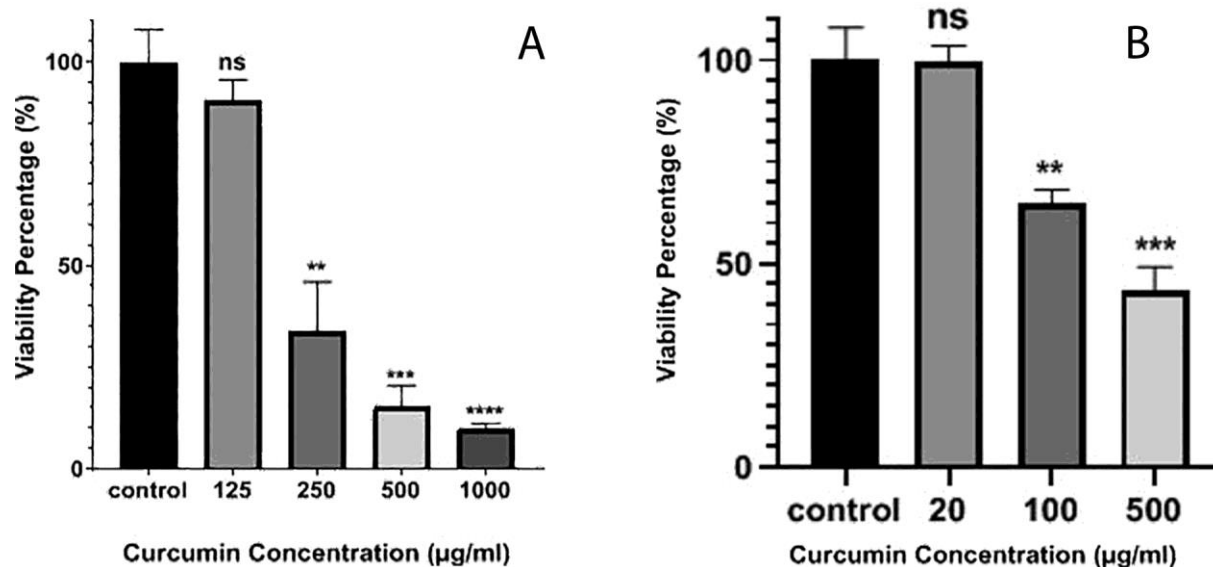 A
Viability Percentage (%)
100
50
0
ns
**
***
****
control 125 250 500 1000
Curcumin Concentration (µg/ml)
B
Viability Percentage (%)
100
50
0
ns
**
***
control 20 100 500
Curcumin Concentration (µg/ml)